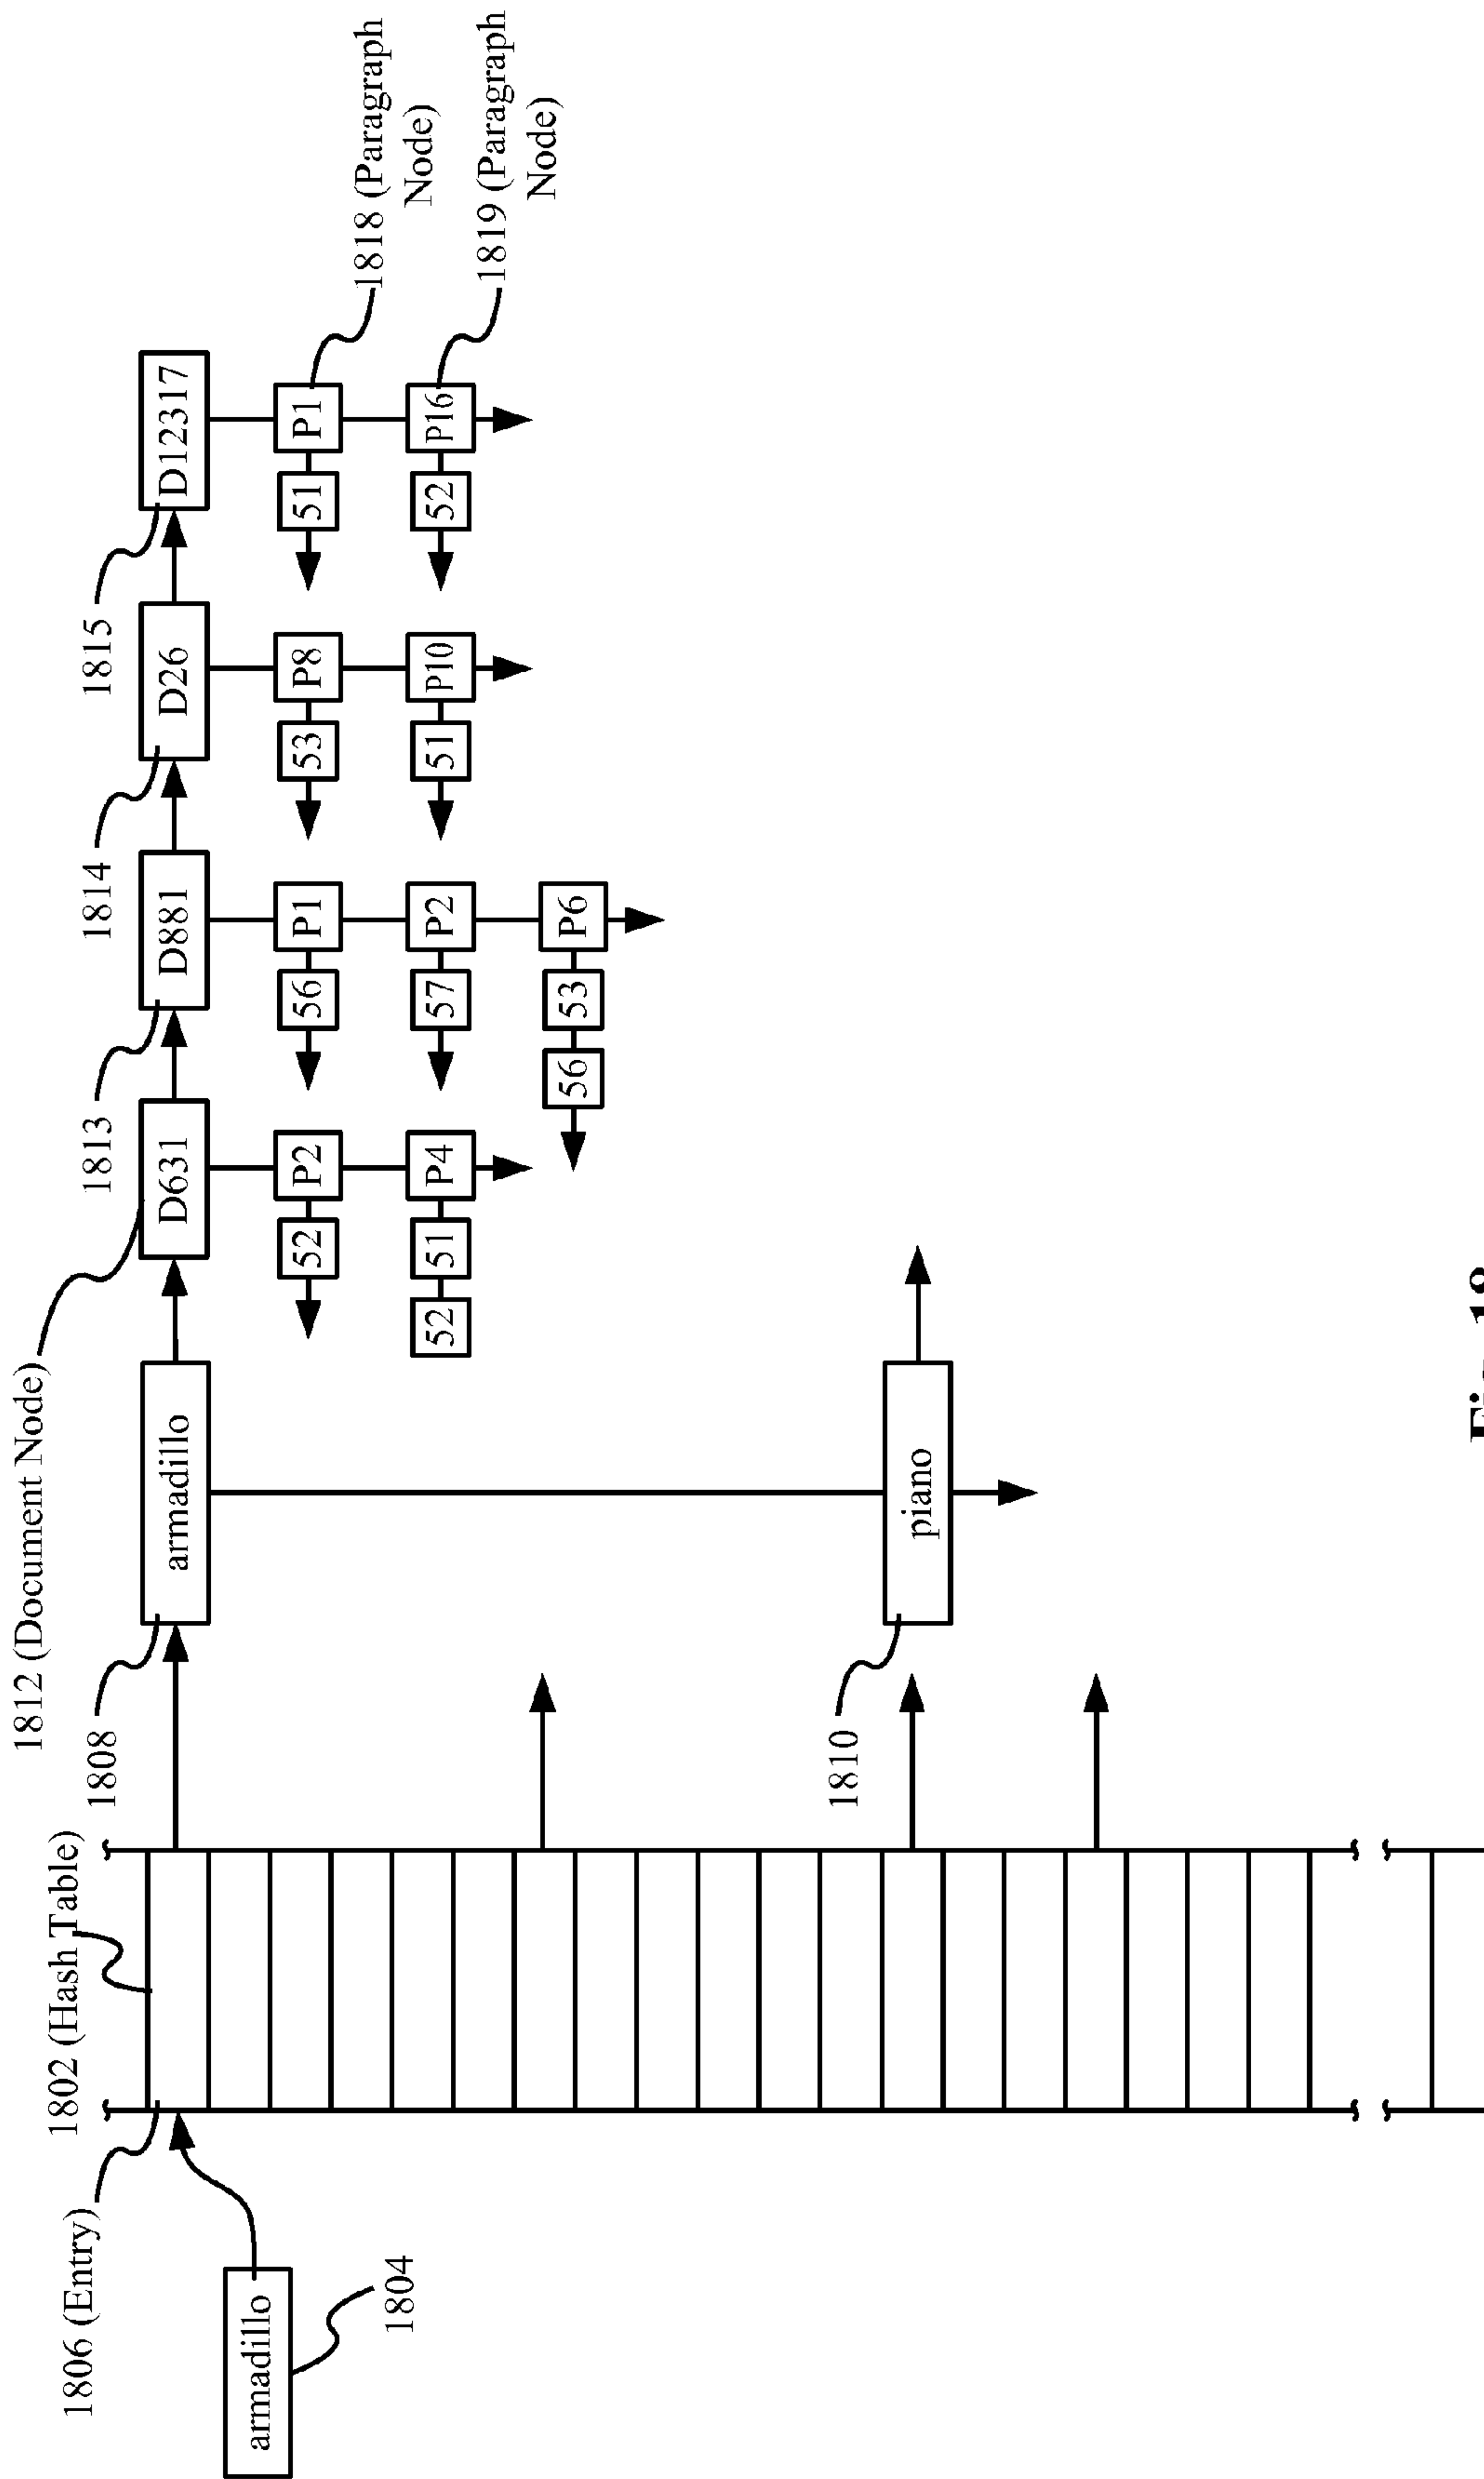 1812 (Document Node)
1802 (Hash Table)
1806 (Entry)
1808
1813
1814
1815
armadillo
D631
D881
D26
D12317
armadillo
1804
52
P2
56
P1
53
P8
51
P1
1818 (Paragraph
Node)
52
51
P4
57
P2
51
P10
52
P16
1819 (Paragraph
Node)
56
53
P6
1810
piano
Fig. 18